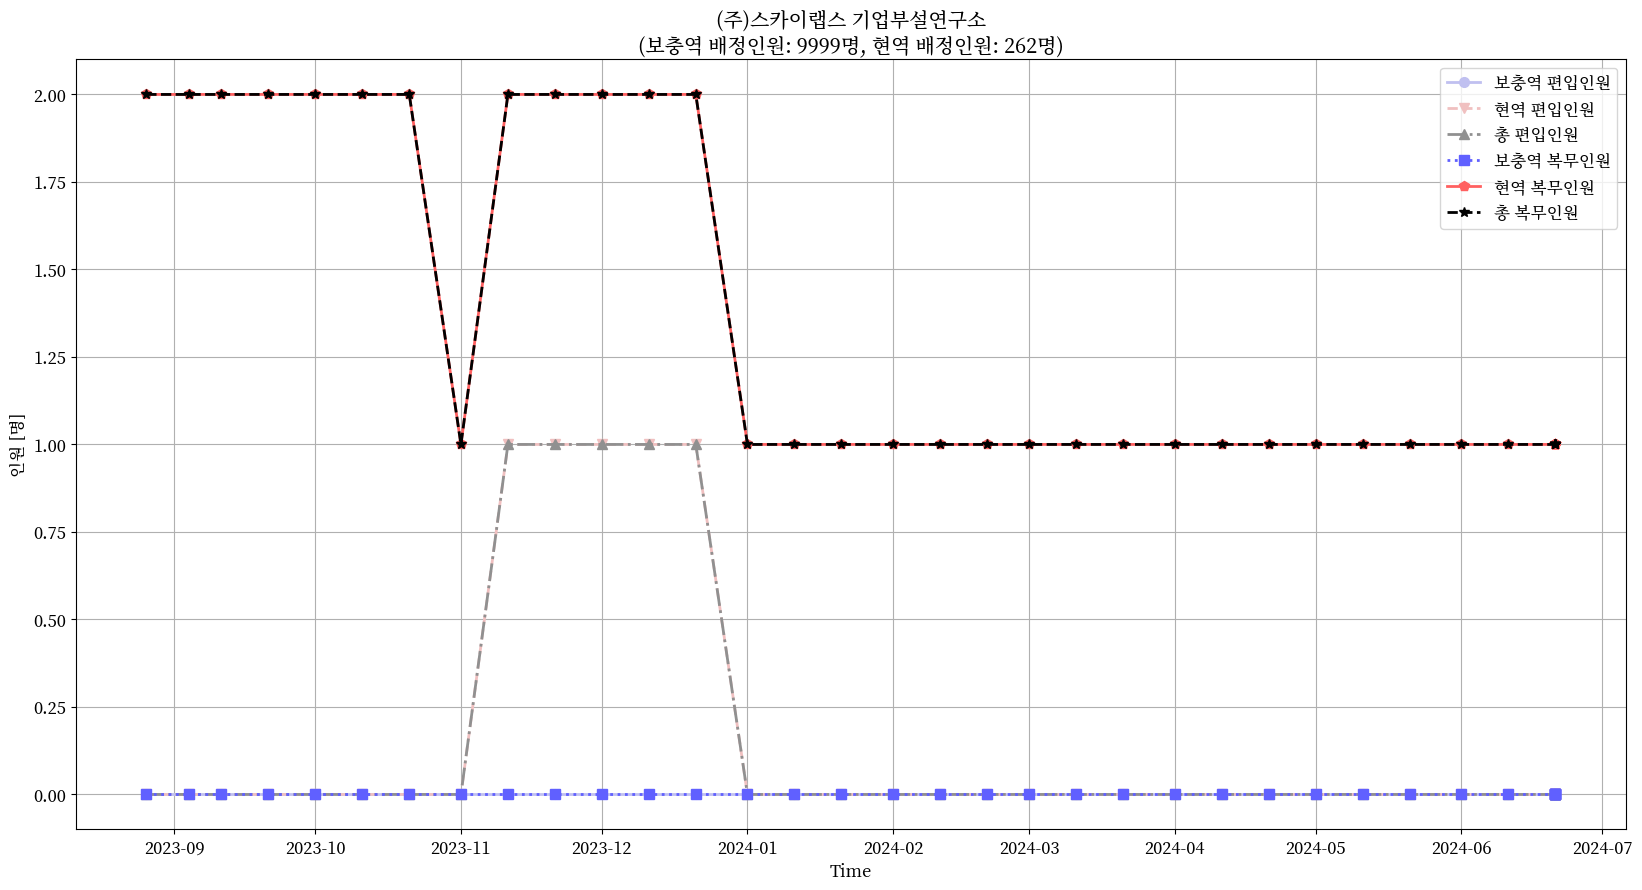 (주)스카이랩스 기업부설연구소
(보충역 배정인원: 9999명, 현역 배정인원: 262명)
보충역 편입인원
현역 편입인원
총 편입인원
보충역 복무인원
현역 복무인원
총 복무인원
2.00
1.75
1.50
1.25
1.00
0.75
0.50
0.25
0.00
인원 [명]
2023-09 2023-10 2023-11 2023-12 2024-01 2024-02 2024-03 2024-04 2024-05 2024-06 2024-07
Time